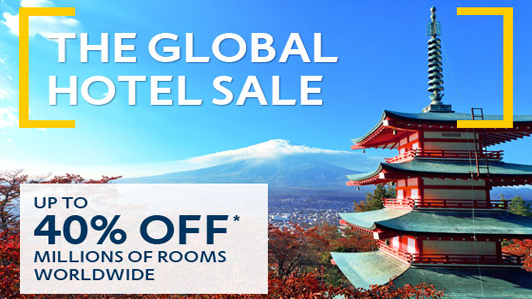 THE GLOBAL
HOTEL SALE
UP TO
40% OFF*
MILLIONS OF ROOMS
WORLDWIDE